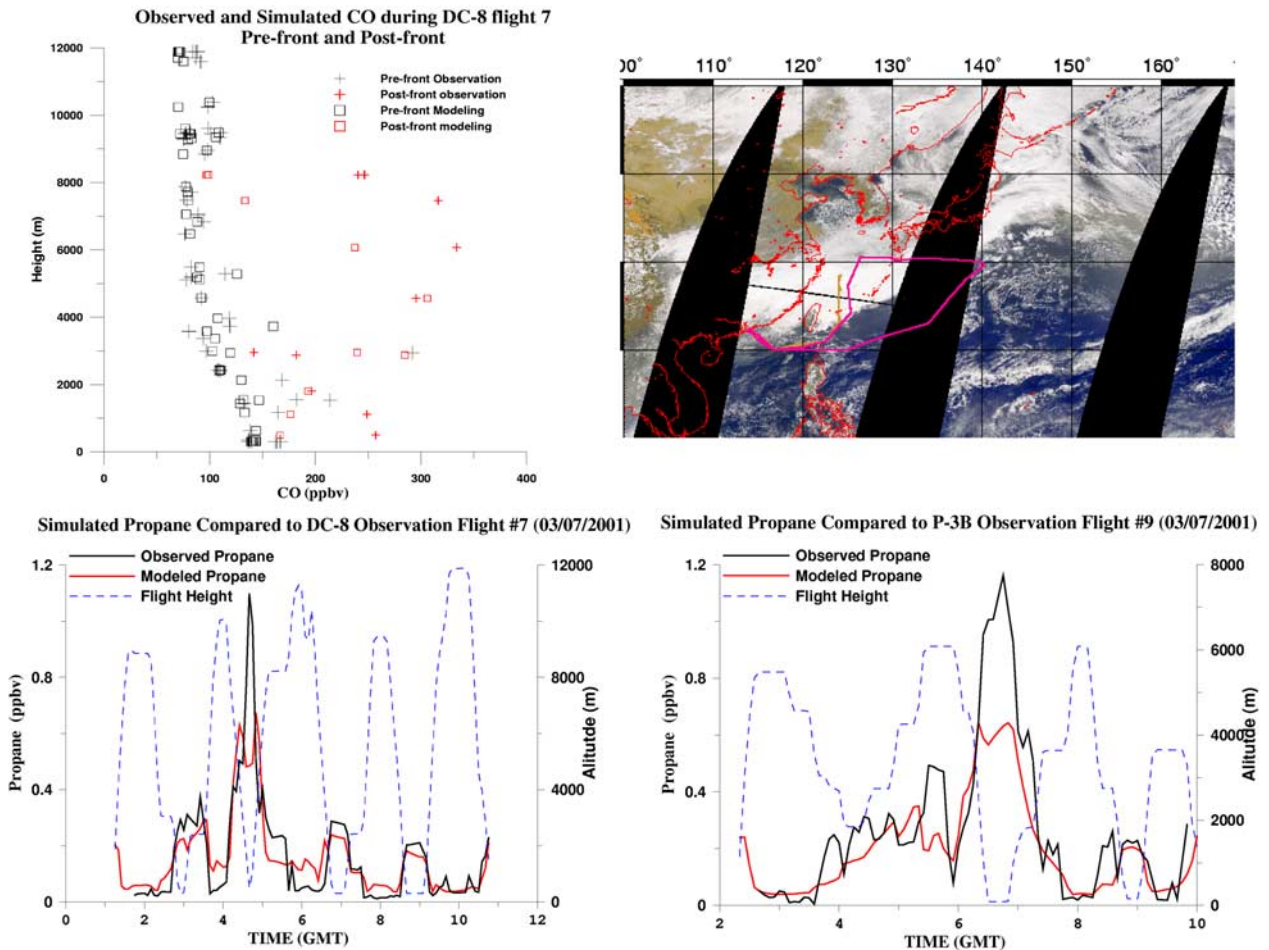 Observed and Simulated CO during DC-8 flight 7
Pre-front and Post-front
12000
10000
8000
6000
4000
2000
0
Height (m)
Pre-front Observation
Post-front observation
Pre-front Modeling
Post-front modeling
0
100
200
300
400
CO (ppbv)
00° 110° 120° 130° 140° 150° 160°
Simulated Propane Compared to DC-8 Observation Flight #7 (03/07/2001)
Observed Propane
Modeled Propane
Flight Height
1.2
0.8
0.4
0
Propane (ppbv)
12000
8000
4000
0
Alitutde (m)
0 2 4 6 8 10 12
TIME (GMT)
Simulated Propane Compared to P-3B Observation Flight #9 (03/07/2001)
Observed Propane
Modeled Propane
Flight Height
1.2
0.8
0.4
0
Propane (ppbv)
8000
6000
4000
2000
0
Alitutde (m)
2 4 6 8 10
TIME (GMT)